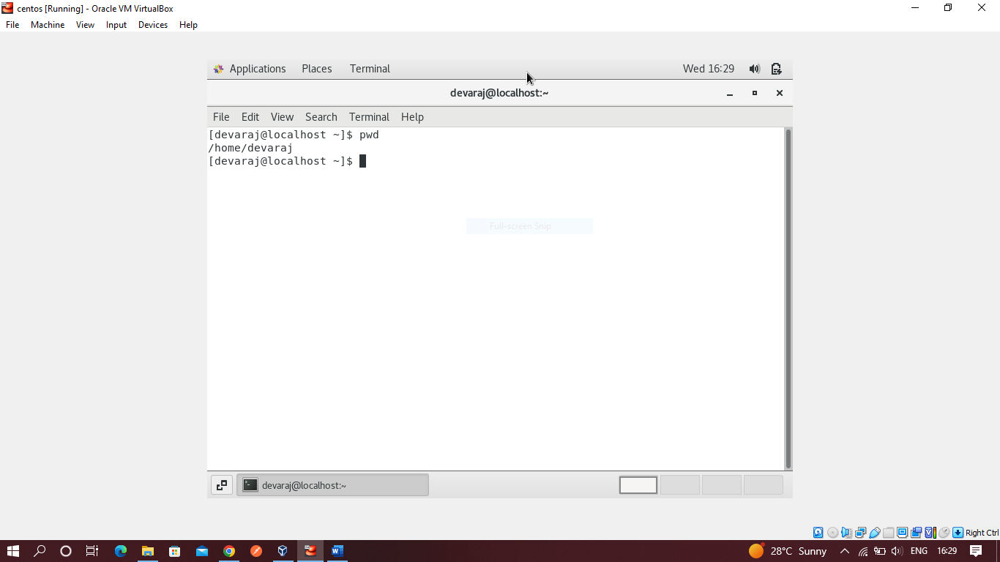 centos [Running] - Oracle VM VirtualBox
File Machine View Input Devices Help
Applications Places Terminal Wed 16:29
devaraj@localhost:~
File Edit View Search Terminal Help
[devaraj@localhost ~]$ pwd
/home/devaraj
[devaraj@localhost ~]$
Full-screen Snip
devaraj@localhost:~
Right Ctrl
28°C Sunny ENG 16:29